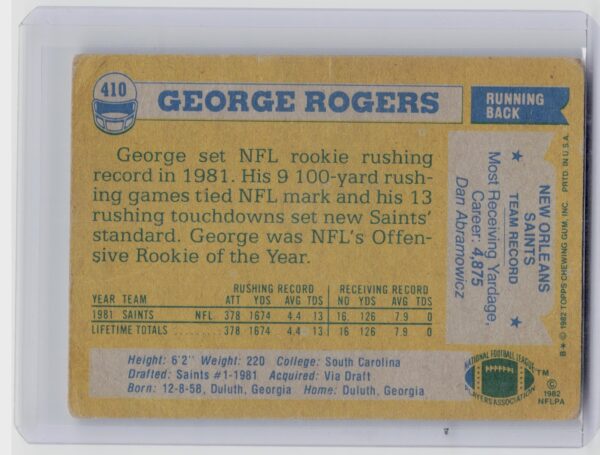 410
GEORGE ROGERS
RUNNING
BACK
George set NFL rookie rushing
record in 1981. His 9 100-yard rush-
ing games tied NFL mark and his 13
rushing touchdowns set new Saints'
standard. George was NFL's Offen-
sive Rookie of the Year.
RUSHING RECORD RECEIVING RECORD
YEAR TEAM ATT YDS AVG TDS NO YDS AVG TDS
1981 SAINTS NFL 378 1674 4.4 13 16 126 7.9 0
LIFETIME TOTALS .......... 378 1674 4.4 13 16 126 7.9 0
Height: 6'2" Weight: 220 College: South Carolina
Drafted: Saints #1-1981 Acquired: Via Draft
Born: 12-8-58, Duluth, Georgia Home: Duluth, Georgia
NEW ORLEANS
SAINTS
★ TEAM RECORD ★
Most Receiving Yardage,
Career: 4,875
Dan Abramowicz
B★ © 1982 TOPPS CHEWING GUM, INC. PRTD. IN U.S.A.
NATIONAL FOOTBALL LEAGUE
PLAYERS ASSOCIATION
TM
©
1982
NFLPA